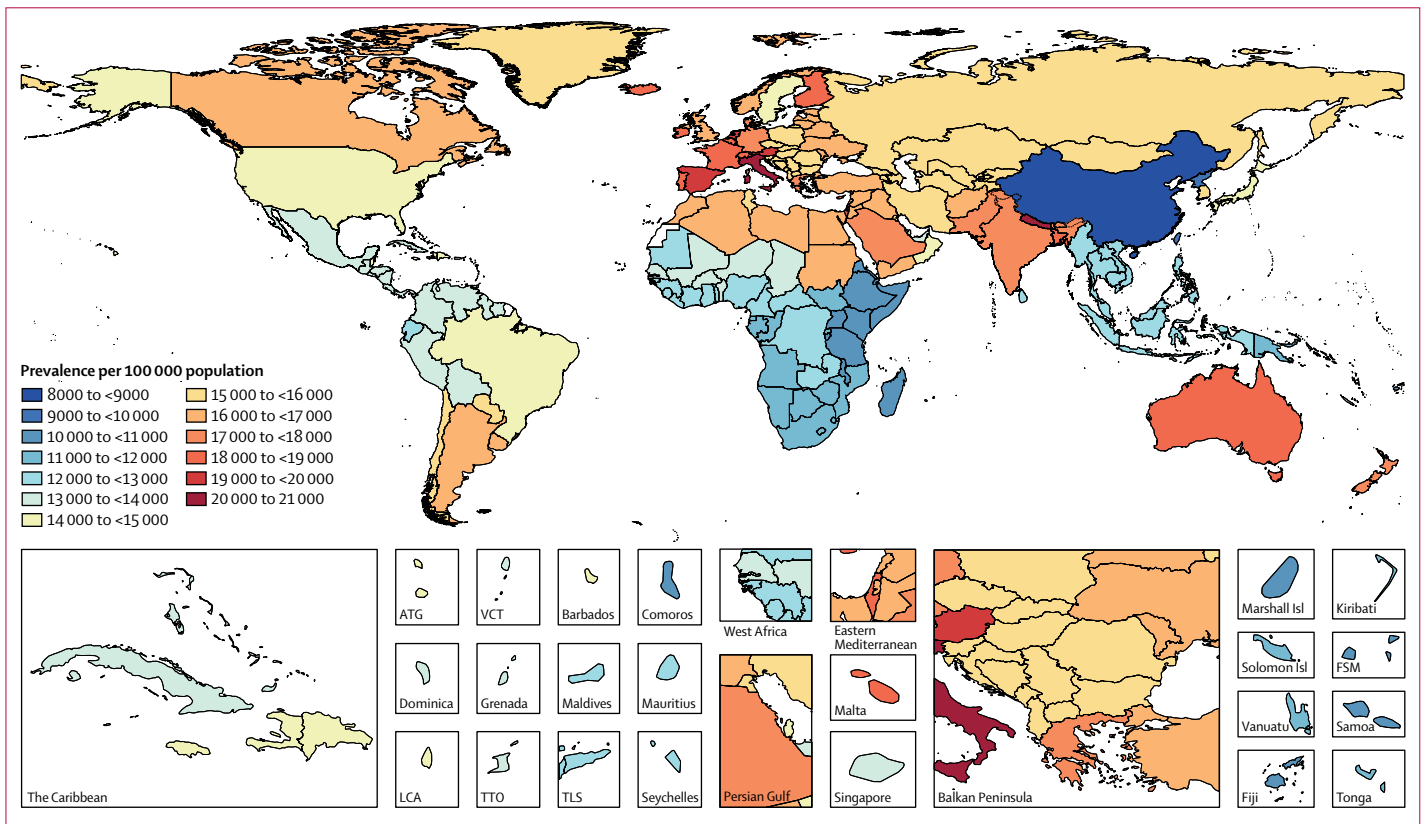 Prevalence per 100 000 population
8000 to <9000
9000 to <10 000
10 000 to <11 000
11 000 to <12 000
12 000 to <13 000
13 000 to <14 000
14 000 to <15 000
15 000 to <16 000
16 000 to <17 000
17 000 to <18 000
18 000 to <19 000
19 000 to <20 000
20 000 to 21 000
The Caribbean
ATG
VCT
Barbados
Comoros
West Africa
Eastern
Mediterranean
Dominica
Grenada
Maldives
Mauritius
Malta
LCA
TTO
TLS
Seychelles
Persian Gulf
Singapore
Balkan Peninsula
Marshall Isl
Kiribati
Solomon Isl
FSM
Vanuatu
Samoa
Fiji
Tonga